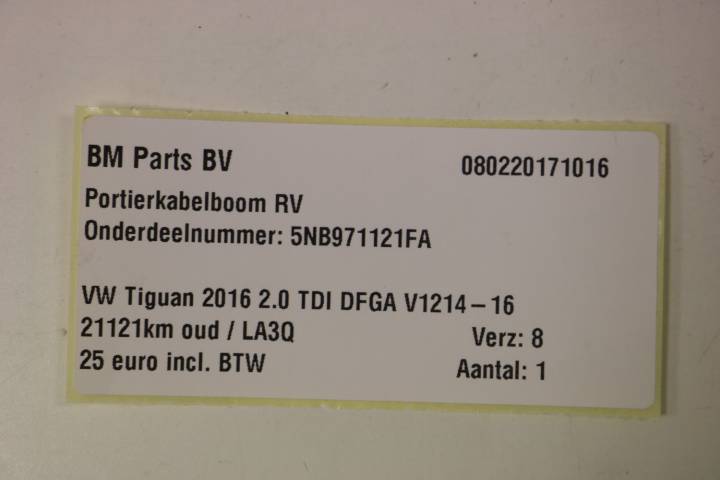 BM Parts BV 080220171016
Portierkabelboom RV
Onderdeelnummer: 5NB971121FA
VW Tiguan 2016 2.0 TDI DFGA V1214-16
21121km oud / LA3Q Verz: 8
25 euro incl. BTW Aantal: 1